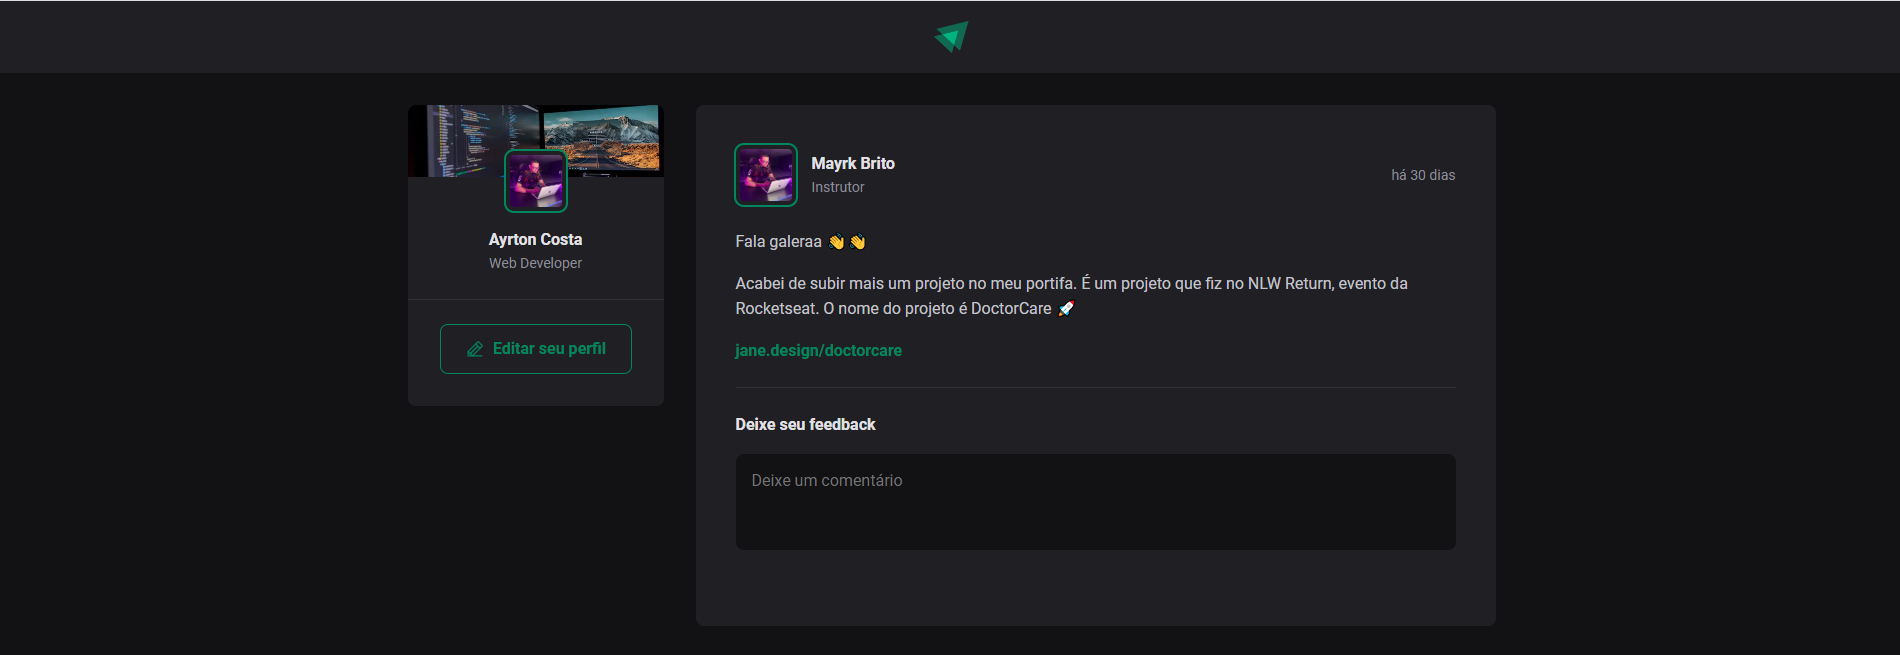 Ayrton Costa
Web Developer
Editar seu perfil
Mayrk Brito
Instrutor
há 30 dias
Fala galeraa 👋 👋
Acabei de subir mais um projeto no meu portifa. É um projeto que fiz no NLW Return, evento da
Rocketseat. O nome do projeto é DoctorCare 🚀
jane.design/doctorcare
Deixe seu feedback
Deixe um comentário